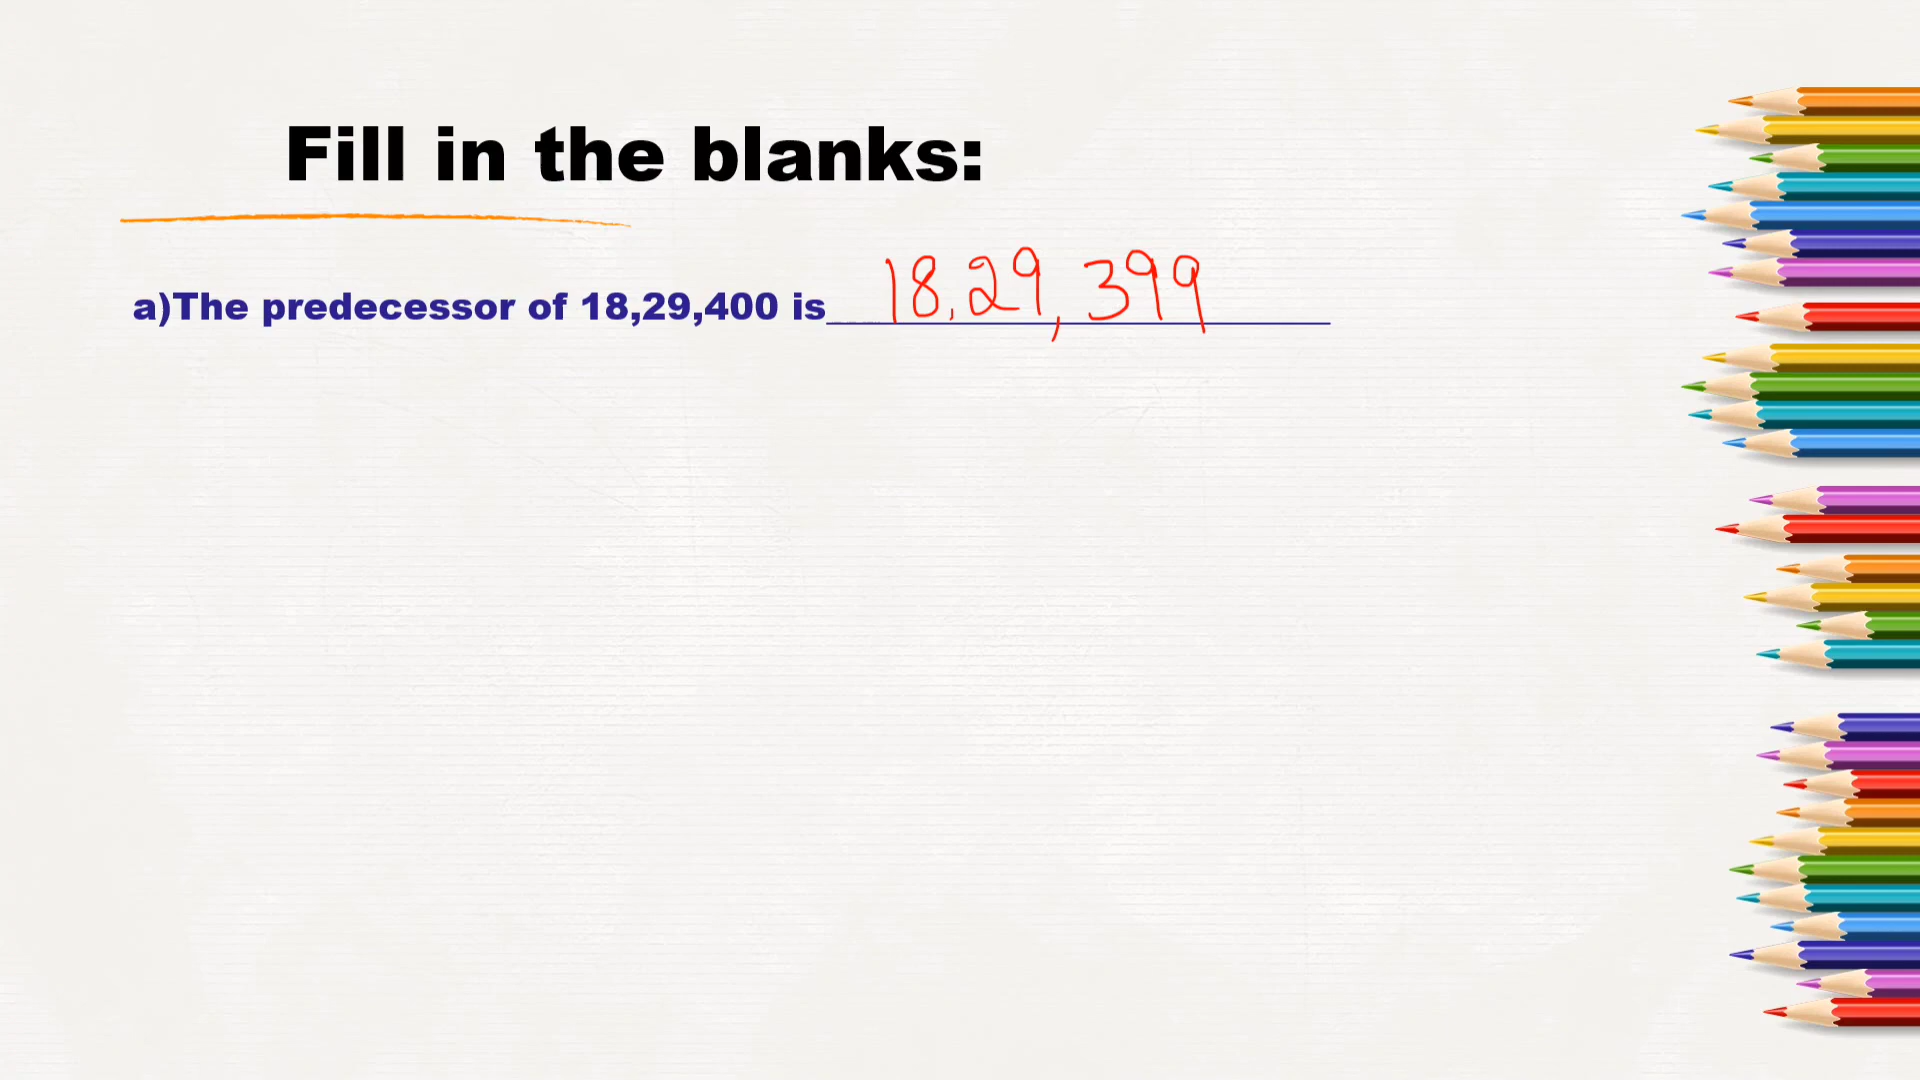 Fill in the blanks:
a)The predecessor of 18,29,400 is 18,29,399